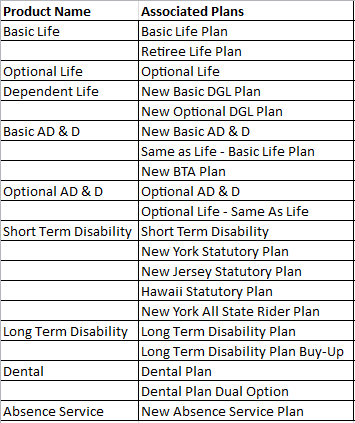 Product Name Associated Plans
Basic Life Basic Life Plan
Retiree Life Plan
Optional Life Optional Life
Dependent Life New Basic DGL Plan
New Optional DGL Plan
Basic AD & D New Basic AD & D
Same as Life - Basic Life Plan
New BTA Plan
Optional AD & D Optional AD & D
Optional Life - Same As Life
Short Term Disability Short Term Disability
New York Statutory Plan
New Jersey Statutory Plan
Hawaii Statutory Plan
New York All State Rider Plan
Long Term Disability Long Term Disability Plan
Long Term Disability Plan Buy-Up
Dental Dental Plan
Dental Plan Dual Option
Absence Service New Absence Service Plan